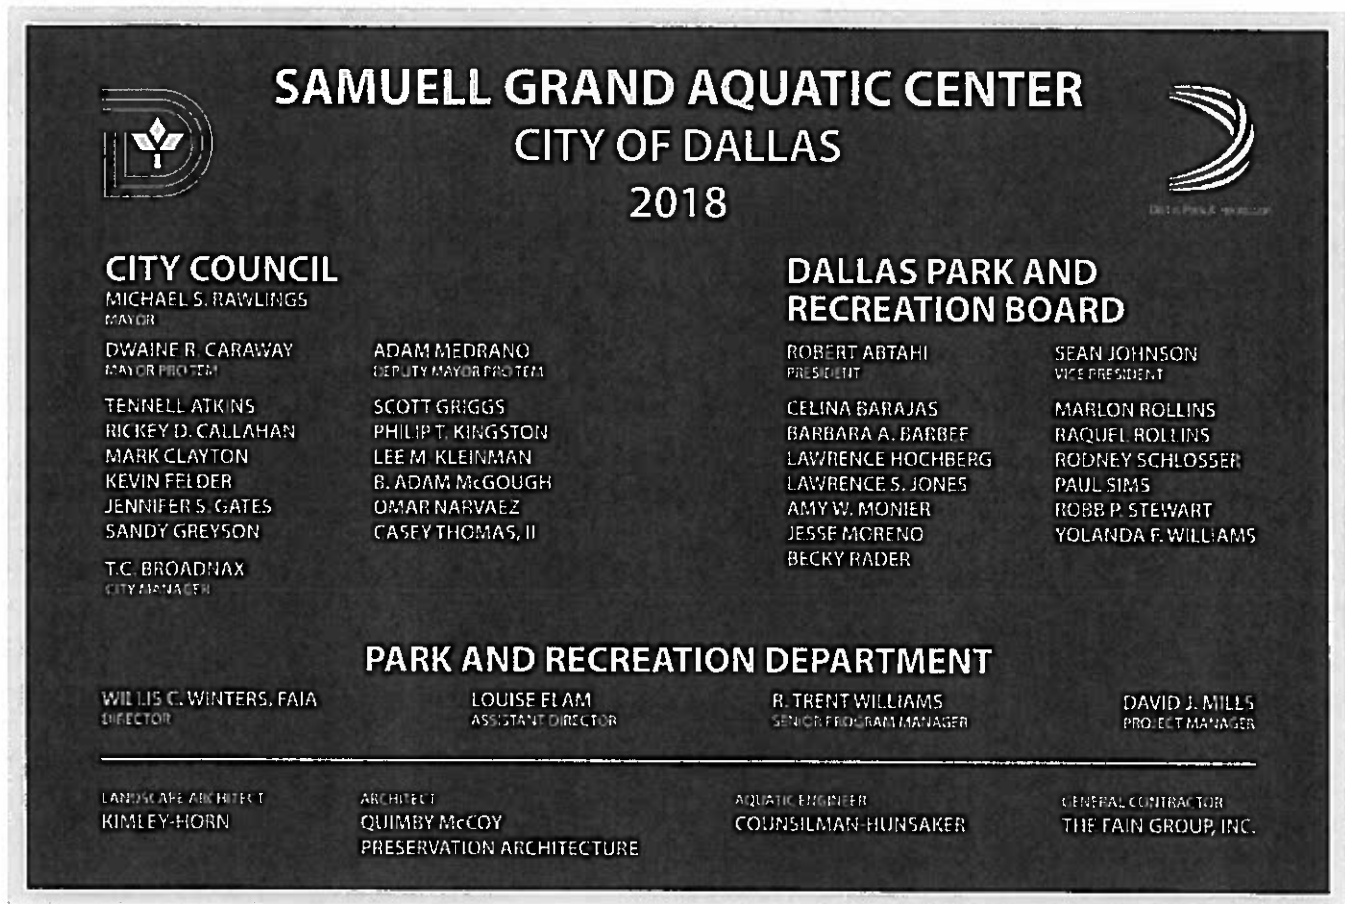 SAMUELL GRAND AQUATIC CENTER
CITY OF DALLAS
2018
Dallas Park & Recreation
CITY COUNCIL
MICHAEL S. RAWLINGS
MAYOR
DWAINE R. CARAWAY
MAYOR PRO TEM
ADAM MEDRANO
DEPUTY MAYOR PRO TEM
TENNELL ATKINS
RICKEY D. CALLAHAN
MARK CLAYTON
KEVIN FELDER
JENNIFER S. GATES
SANDY GREYSON
SCOTT GRIGGS
PHILIP T. KINGSTON
LEE M. KLEINMAN
B. ADAM McGOUGH
OMAR NARVAEZ
CASEY THOMAS, II
T.C. BROADNAX
CITY MANAGER
DALLAS PARK AND
RECREATION BOARD
ROBERT ABTAHI
PRESIDENT
SEAN JOHNSON
VICE PRESIDENT
CELINA BARAJAS
BARBARA A. BARBEE
LAWRENCE HOCHBERG
LAWRENCE S. JONES
AMY W. MONIER
JESSE MORENO
BECKY RADER
MARLON ROLLINS
RAQUEL ROLLINS
RODNEY SCHLOSSER
PAUL SIMS
ROBB P. STEWART
YOLANDA F. WILLIAMS
PARK AND RECREATION DEPARTMENT
WILLIS C. WINTERS, FAIA
DIRECTOR
LOUISE ELAM
ASSISTANT DIRECTOR
R. TRENT WILLIAMS
SENIOR PROGRAM MANAGER
DAVID J. MILLS
PROJECT MANAGER
LANDSCAPE ARCHITECT
KIMLEY-HORN
ARCHITECT
QUIMBY McCOY
PRESERVATION ARCHITECTURE
AQUATIC ENGINEER
COUNSILMAN-HUNSAKER
GENERAL CONTRACTOR
THE FAIN GROUP, INC.